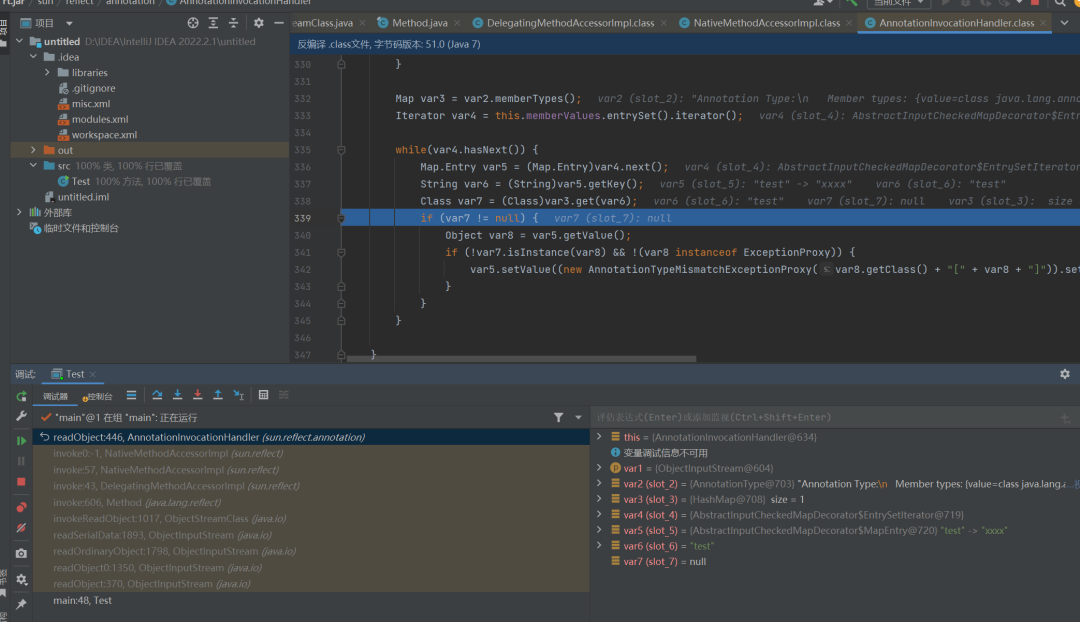 rt.jar sun reflect annotation AnnotationInvocationHandler 当前文件
项目
eamClass.java Method.java DelegatingMethodAccessorImpl.class NativeMethodAccessorImpl.class AnnotationInvocationHandler.class
untitled D:\IDEA\IntelliJ IDEA 2022.2.1\untitled
.idea
libraries
.gitignore
misc.xml
modules.xml
workspace.xml
out
src 100% 类, 100% 行已覆盖
Test 100% 方法, 100% 行已覆盖
untitled.iml
外部库
临时文件和控制台
反编译 .class文件, 字节码版本: 51.0 (Java 7)
330 }
331
332 Map var3 = var2.memberTypes(); var2 (slot_2): "Annotation Type:\n Member types: {value=class java.lang.anno
333 Iterator var4 = this.memberValues.entrySet().iterator(); var4 (slot_4): AbstractInputCheckedMapDecorator$Entr
334
335 while(var4.hasNext()) {
336 Map.Entry var5 = (Map.Entry)var4.next(); var4 (slot_4): AbstractInputCheckedMapDecorator$EntrySetIterator
337 String var6 = (String)var5.getKey(); var5 (slot_5): "test" -> "xxxx" var6 (slot_6): "test"
338 Class var7 = (Class)var3.get(var6); var6 (slot_6): "test" var7 (slot_7): null var3 (slot_3): size =
339 if (var7 != null) { var7 (slot_7): null
340 Object var8 = var5.getValue();
341 if (!var7.isInstance(var8) && !(var8 instanceof ExceptionProxy)) {
342 var5.setValue((new AnnotationTypeMismatchExceptionProxy( s: var8.getClass() + "[" + var8 + "]")).set
343 }
344 }
345 }
346
347 }
调试: Test
调试器 控制台
"main"@1 在组 "main": 正在运行
readObject:446, AnnotationInvocationHandler (sun.reflect.annotation)
invoke0:-1, NativeMethodAccessorImpl (sun.reflect)
invoke:57, NativeMethodAccessorImpl (sun.reflect)
invoke:43, DelegatingMethodAccessorImpl (sun.reflect)
invoke:606, Method (java.lang.reflect)
invokeReadObject:1017, ObjectStreamClass (java.io)
readSerialData:1893, ObjectInputStream (java.io)
readOrdinaryObject:1798, ObjectInputStream (java.io)
readObject0:1350, ObjectInputStream (java.io)
readObject:370, ObjectInputStream (java.io)
main:48, Test
评估表达式(Enter)或添加监视(Ctrl+Shift+Enter)
this = {AnnotationInvocationHandler@634}
变量调试信息不可用
var1 = {ObjectInputStream@604}
var2 (slot_2) = {AnnotationType@703} "Annotation Type:\n Member types: {value=class java.lang.a...
var3 (slot_3) = {HashMap@708} size = 1
var4 (slot_4) = {AbstractInputCheckedMapDecorator$EntrySetIterator@719}
var5 (slot_5) = {AbstractInputCheckedMapDecorator$MapEntry@720} "test" -> "xxxx"
var6 (slot_6) = "test"
var7 (slot_7) = null